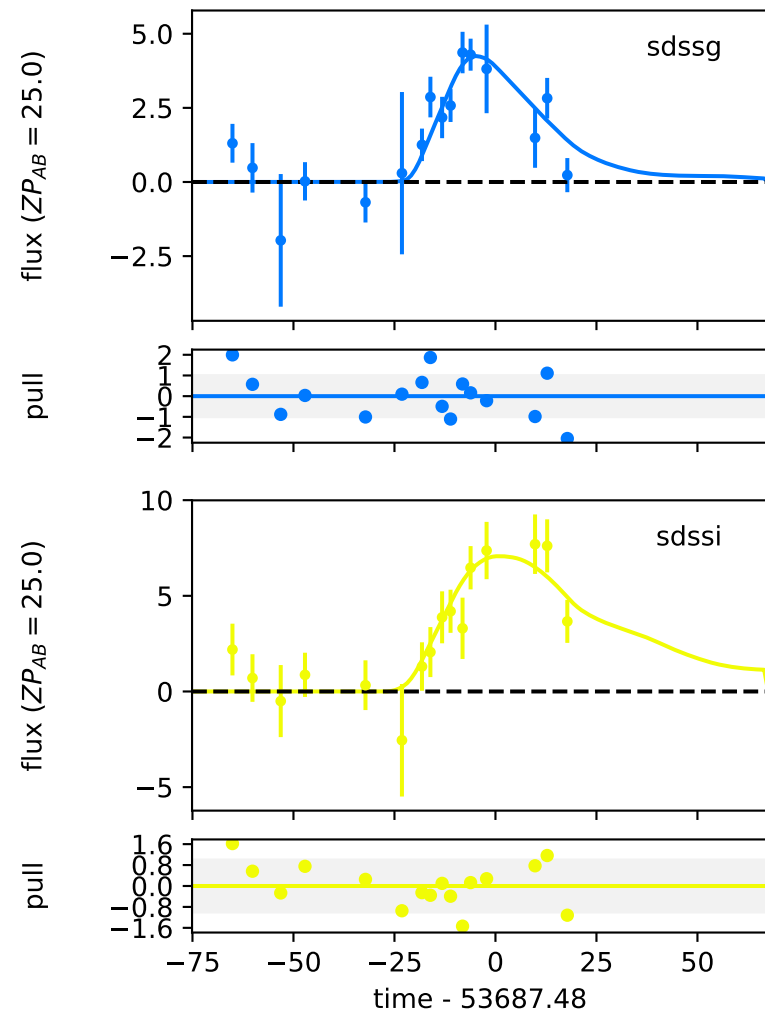 sdssg
flux (ZP_AB = 25.0)
5.0
2.5
0.0
−2.5
pull
2
1
0
−1
−2
sdssi
flux (ZP_AB = 25.0)
10
5
0
−5
pull
1.6
0.8
0.0
−0.8
−1.6
−75 −50 −25 0 25 50
time - 53687.48